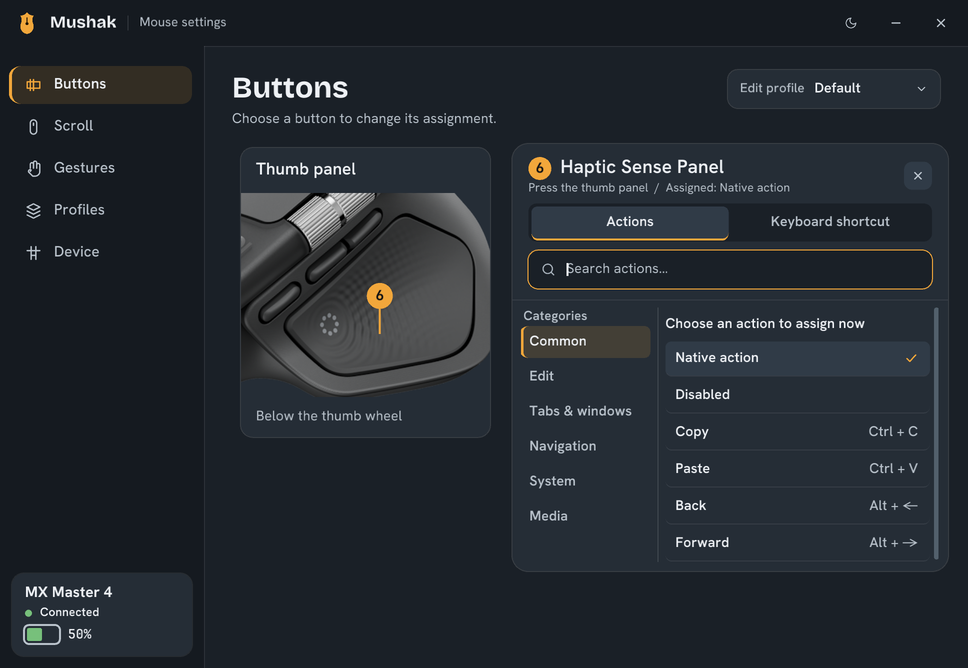 Mushak
Mouse settings
Buttons
Scroll
Gestures
Profiles
Device
MX Master 4
Connected
50%
Buttons
Choose a button to change its assignment.
Edit profile Default
Thumb panel
6
Below the thumb wheel
6 Haptic Sense Panel
Press the thumb panel / Assigned: Native action
Actions
Keyboard shortcut
Search actions...
Categories
Common
Edit
Tabs & windows
Navigation
System
Media
Choose an action to assign now
Native action
Disabled
Copy Ctrl + C
Paste Ctrl + V
Back Alt + ←
Forward Alt + →